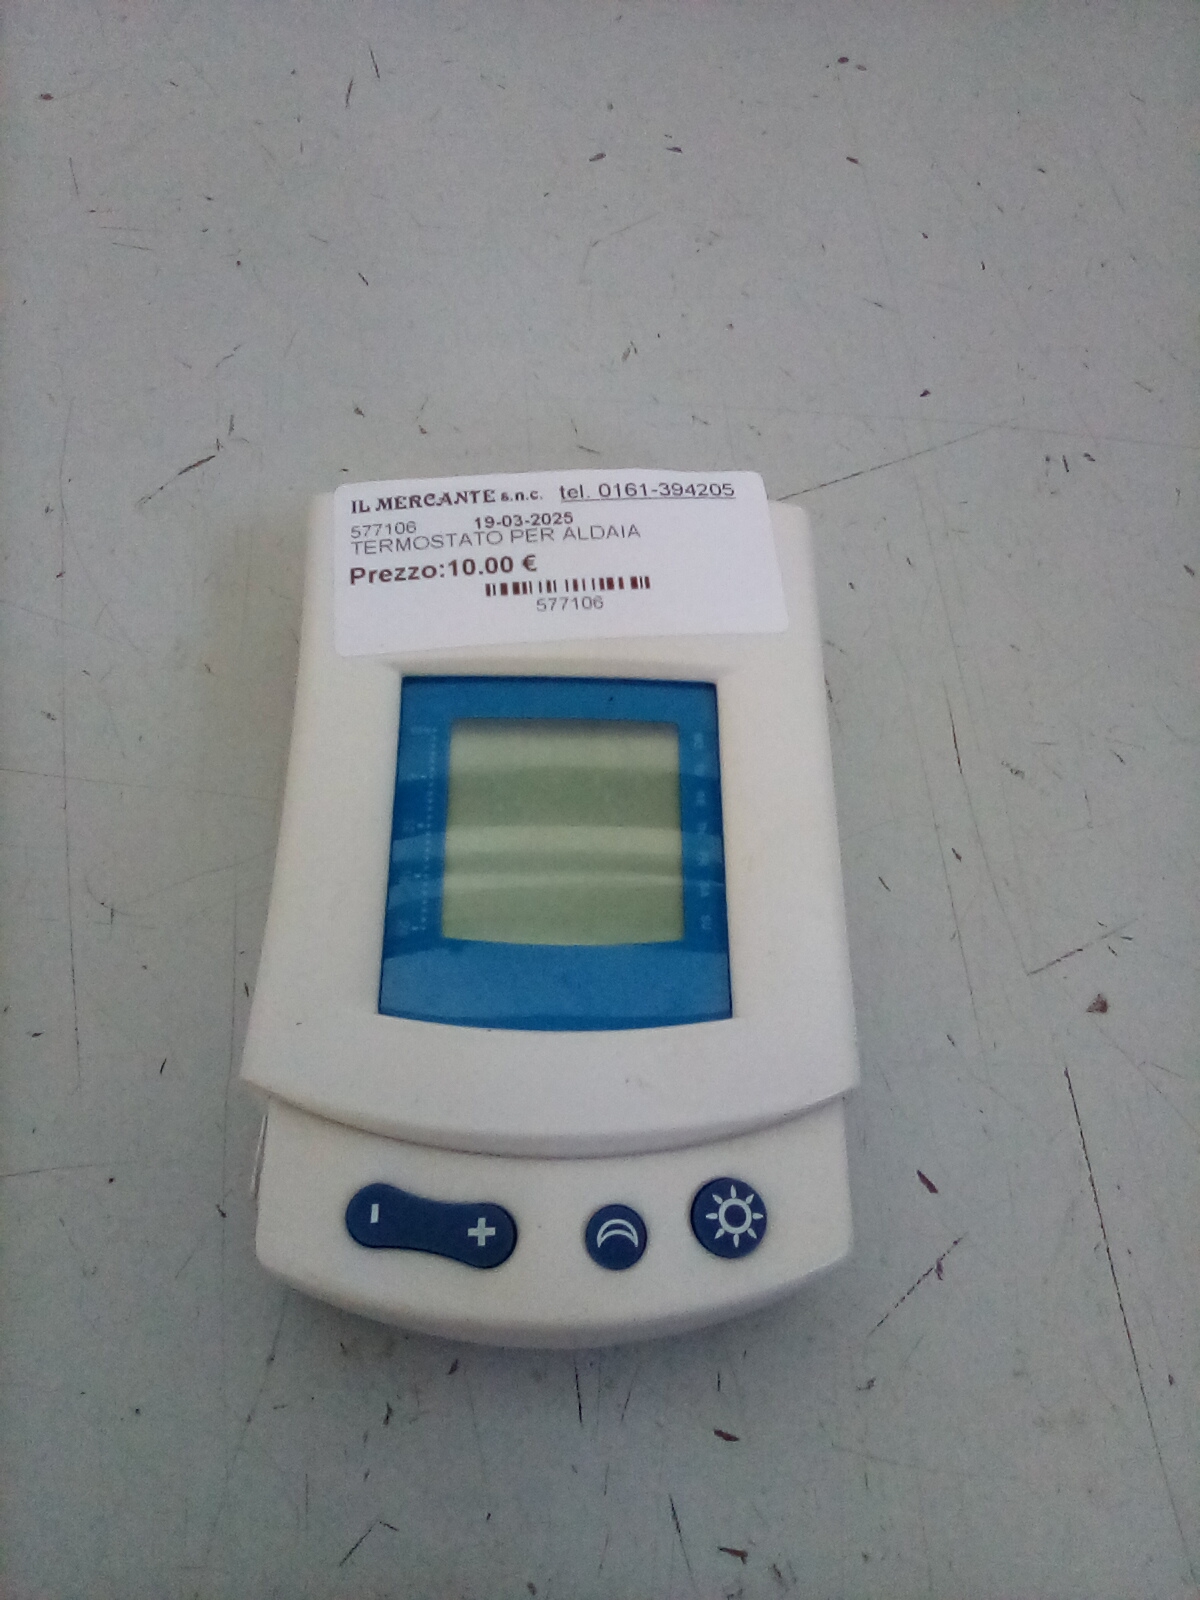 IL MERCANTE s.n.c. tel. 0161-394205
577106 19-03-2025
TERMOSTATO PER ALDAIA
Prezzo:10.00 €
577106
- +